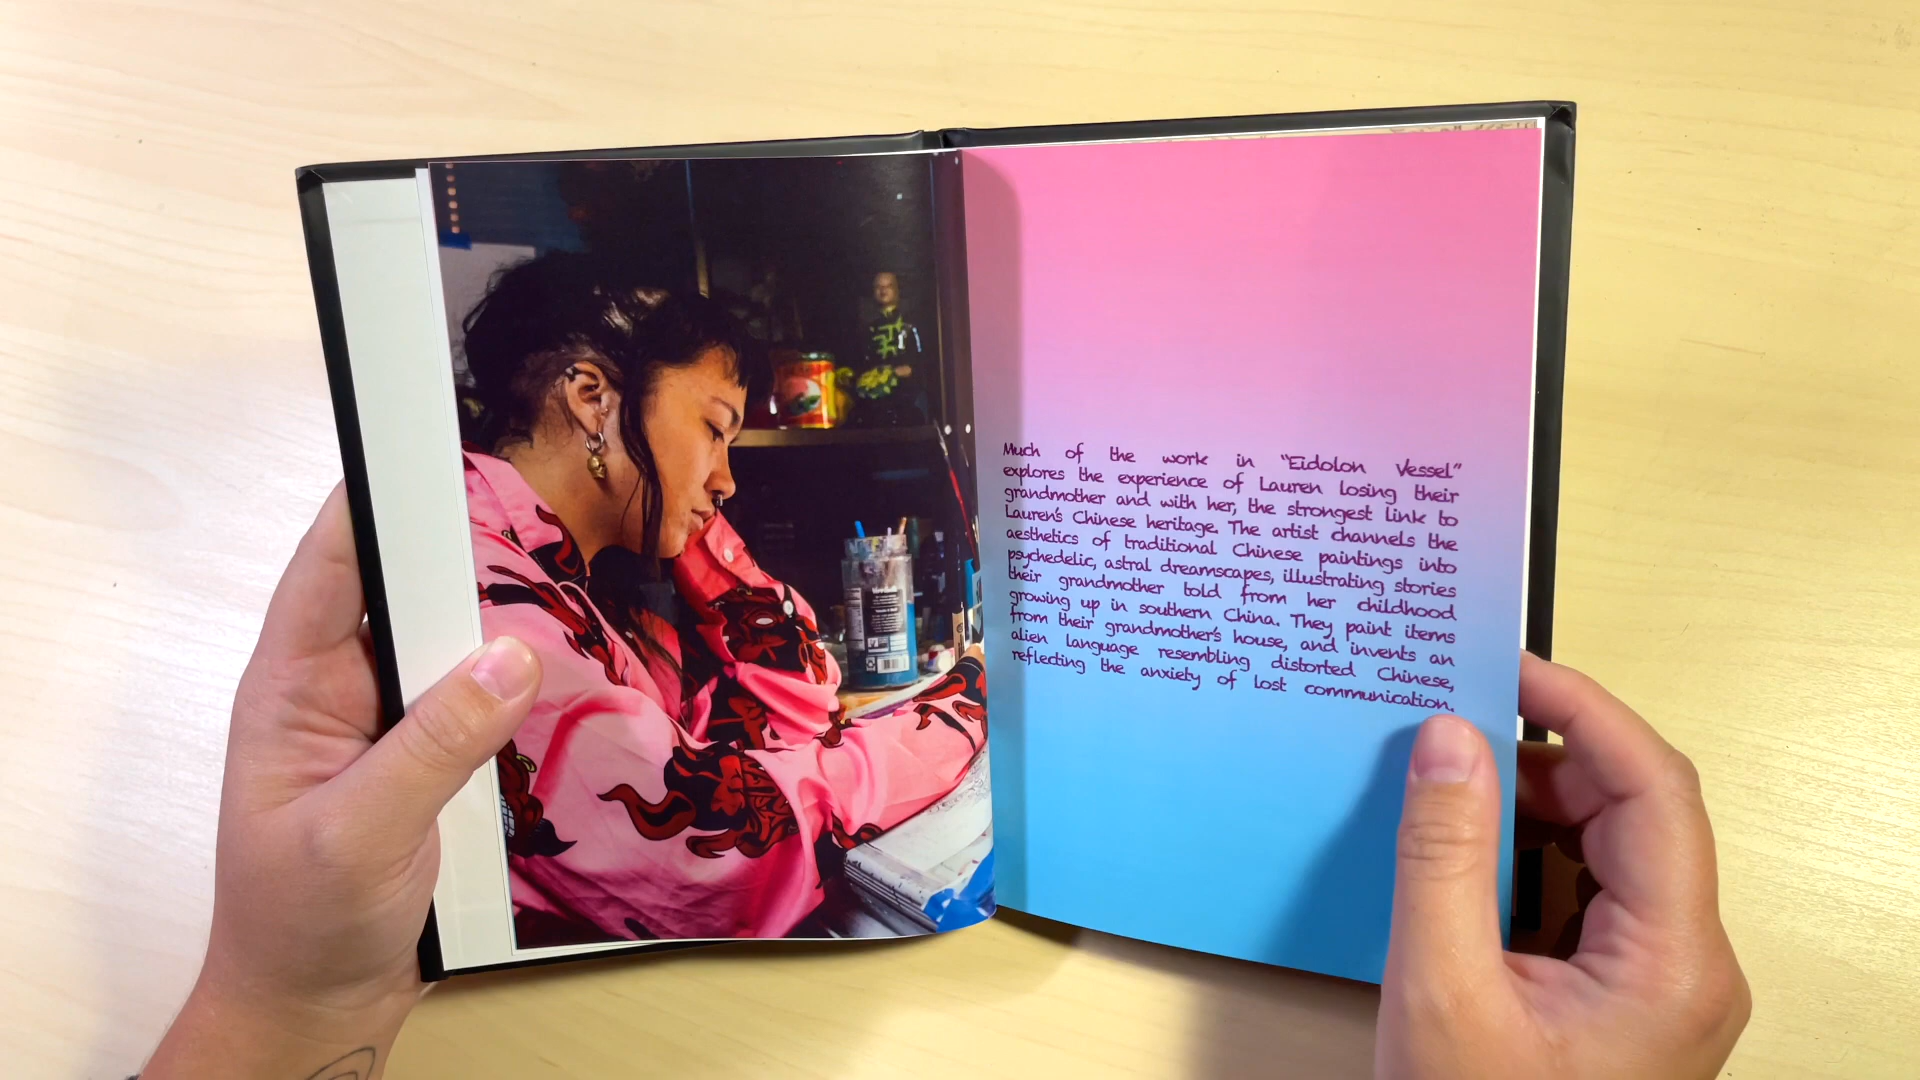 Much of the work in "Eidolon Vessel"
explores the experience of Lauren losing their
grandmother and with her, the strongest link to
Lauren's Chinese heritage. The artist channels the
aesthetics of traditional Chinese paintings into
psychedelic, astral dreamscapes, illustrating stories
their grandmother told from her childhood
growing up in southern China. They paint items
from their grandmother's house, and invents an
alien language resembling distorted Chinese,
reflecting the anxiety of lost communication.